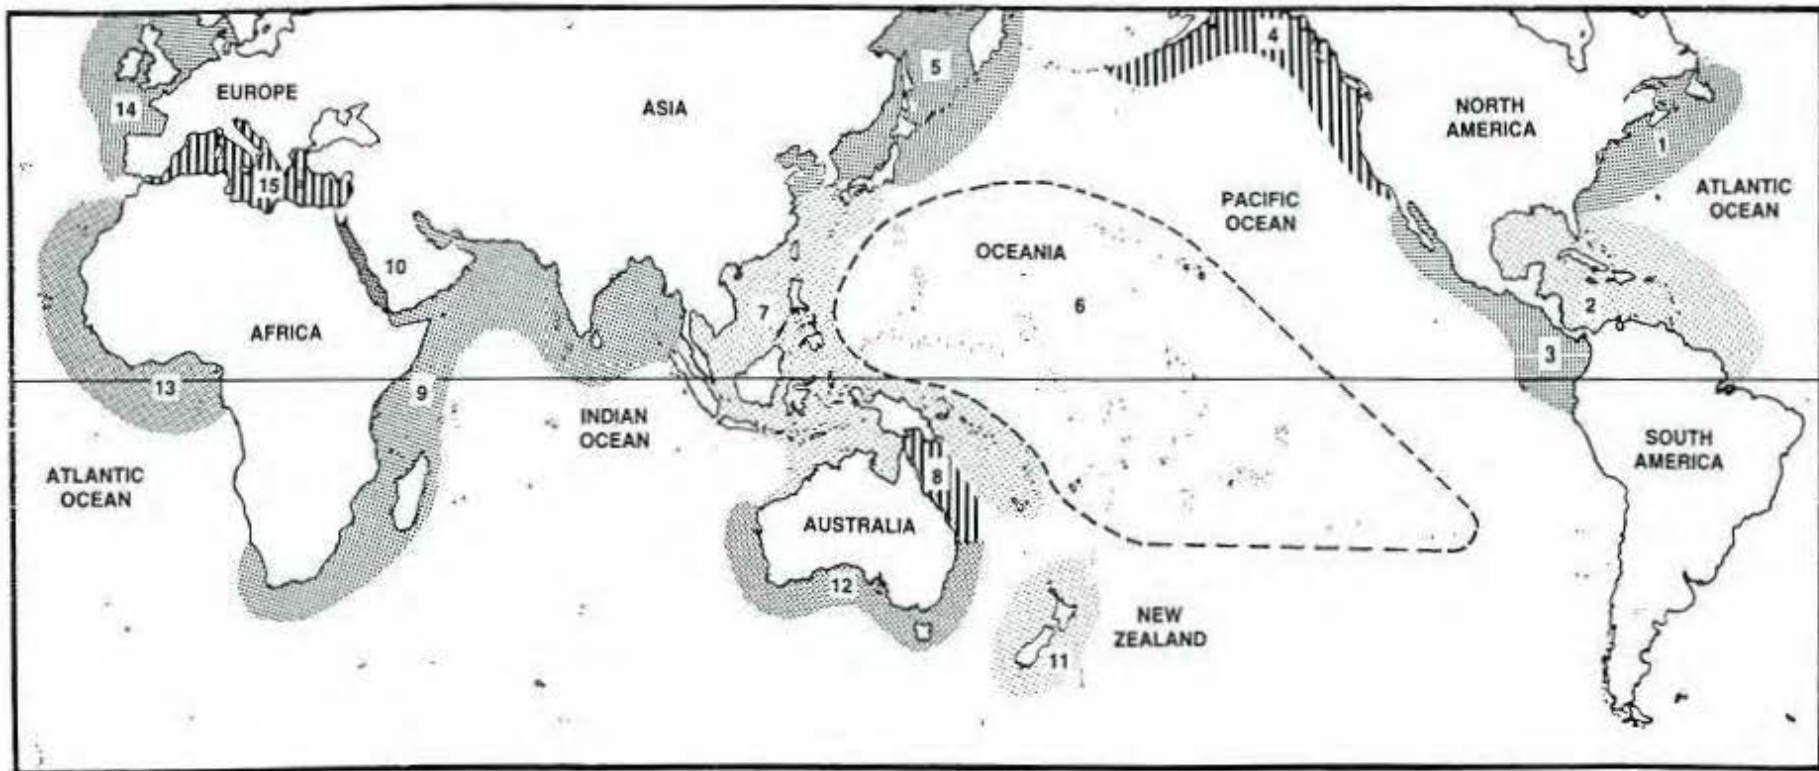 4
5
14
EUROPE
ASIA
NORTH
AMERICA
1
15
ATLANTIC
OCEAN
PACIFIC
OCEAN
OCEANIA
10
6
7
2
AFRICA
3
13
9
INDIAN
OCEAN
SOUTH
AMERICA
ATLANTIC
OCEAN
8
AUSTRALIA
12
NEW
ZEALAND
11